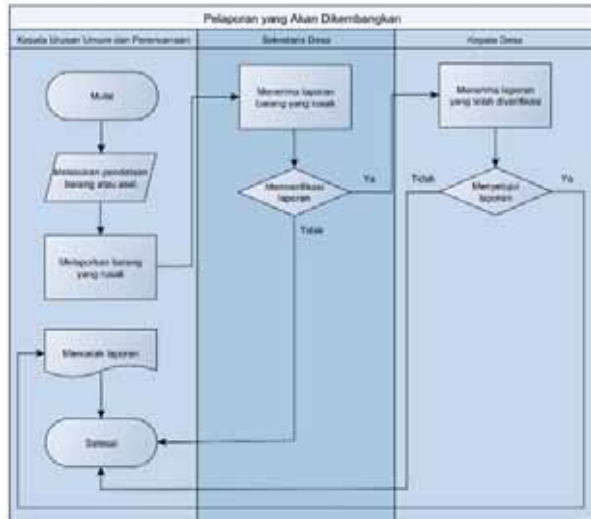 Pelaporan yang Akan Dikembangkan
Kepala Urusan Umum dan Perencanaan
Sekretaris Desa
Kepala Desa
Mulai
Melakukan pendataan
barang atau aset
Melaporkan barang
yang rusak
Mencetak laporan
Selesai
Menerima laporan
barang yang rusak
Memverifikasi
laporan
Ya
Tidak
Menerima laporan
yang telah diverifikasi
Tidak
Menyetujui
laporan
Ya